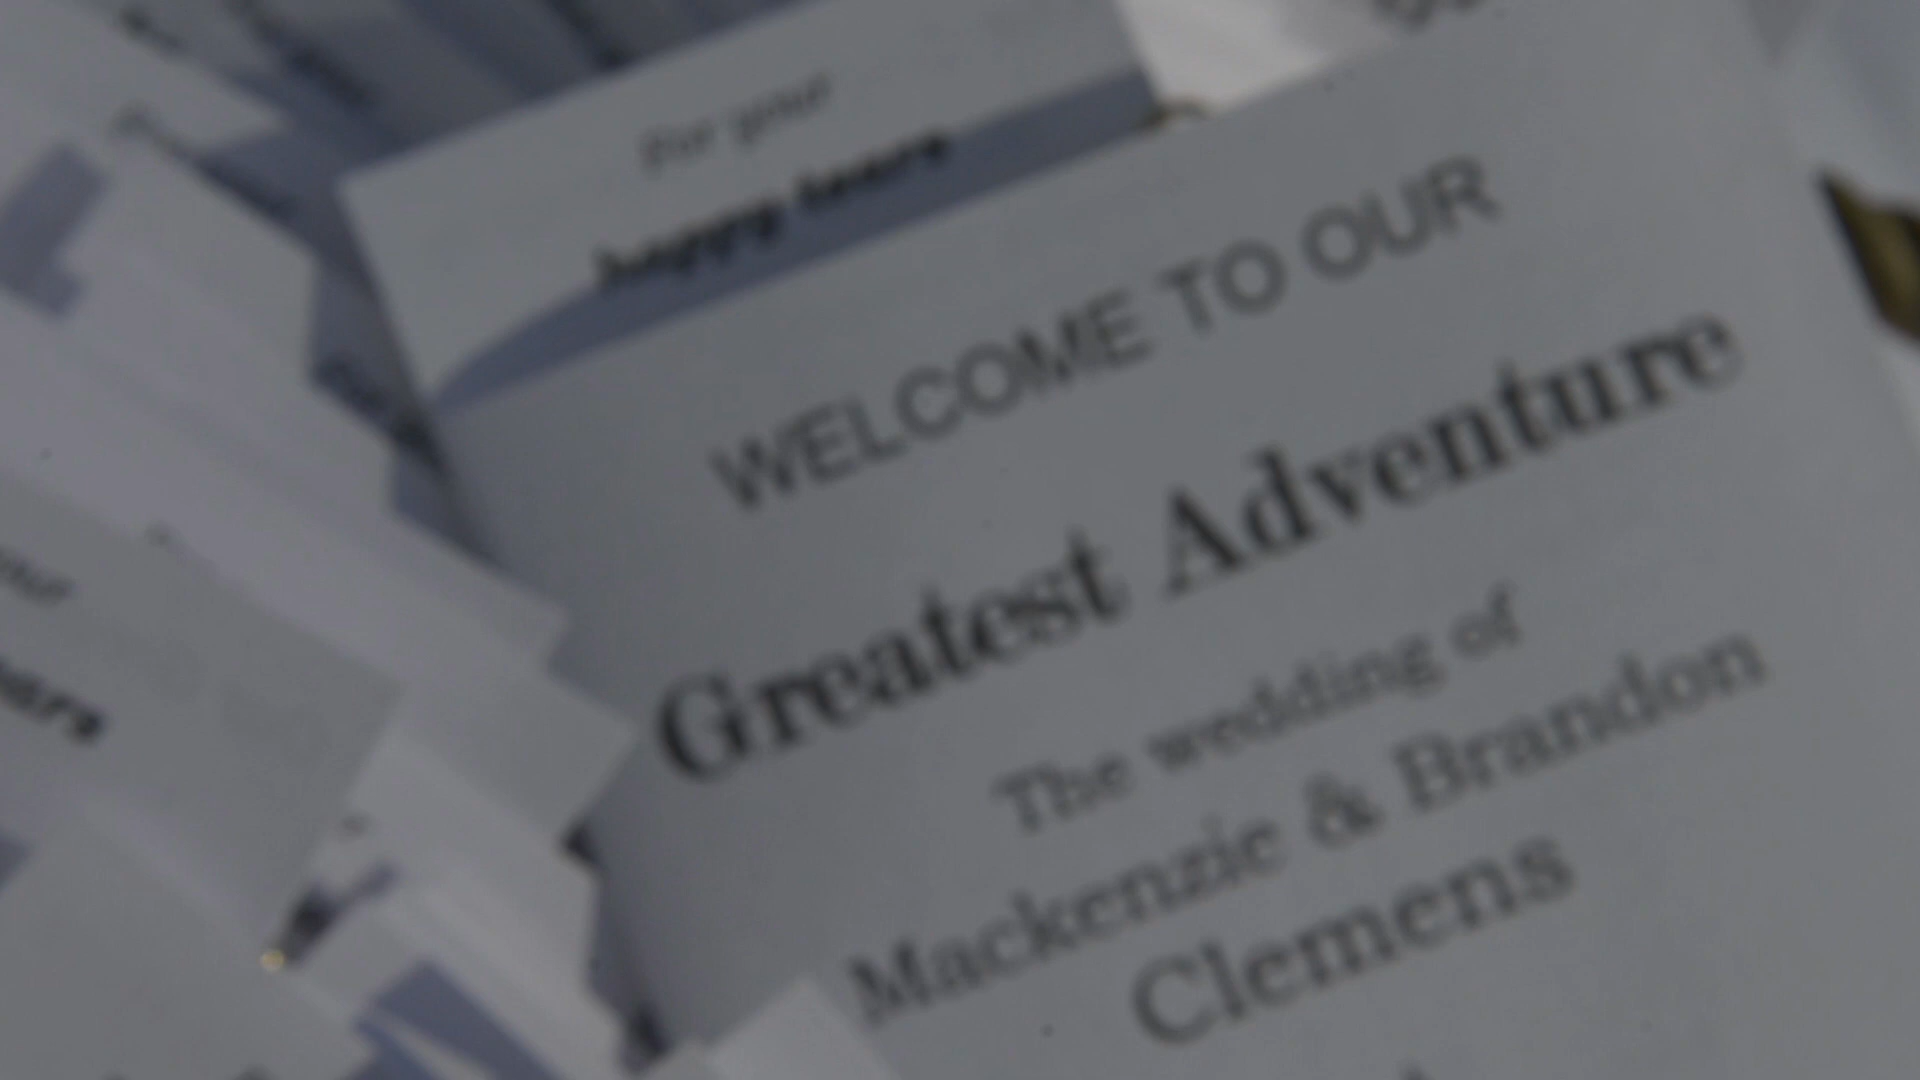 For your
happy tears
WELCOME TO OUR
Greatest Adventure
The wedding of
Mackenzie & Brandon
Clemens